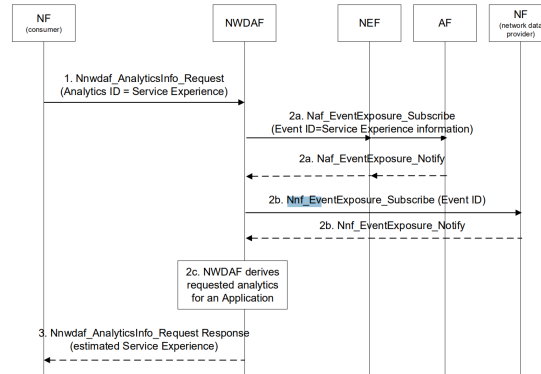 NF
(consumer)
NWDAF
NEF
AF
NF
(network data
provider)
1. Nnwdaf_AnalyticsInfo_Request
(Analytics ID = Service Experience)
2a. Naf_EventExposure_Subscribe
(Event ID=Service Experience information)
2a. Naf_EventExposure_Notify
2b. Nnf_EventExposure_Subscribe (Event ID)
2b. Nnf_EventExposure_Notify
2c. NWDAF derives
requested analytics
for an Application
3. Nnwdaf_AnalyticsInfo_Request Response
(estimated Service Experience)